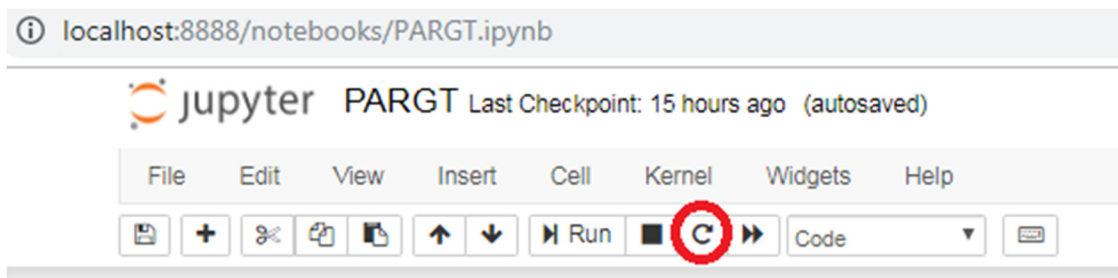 localhost:8888/notebooks/PARGT.ipynb
jupyter PARGT Last Checkpoint: 15 hours ago (autosaved)
File Edit View Insert Cell Kernel Widgets Help
Run Code